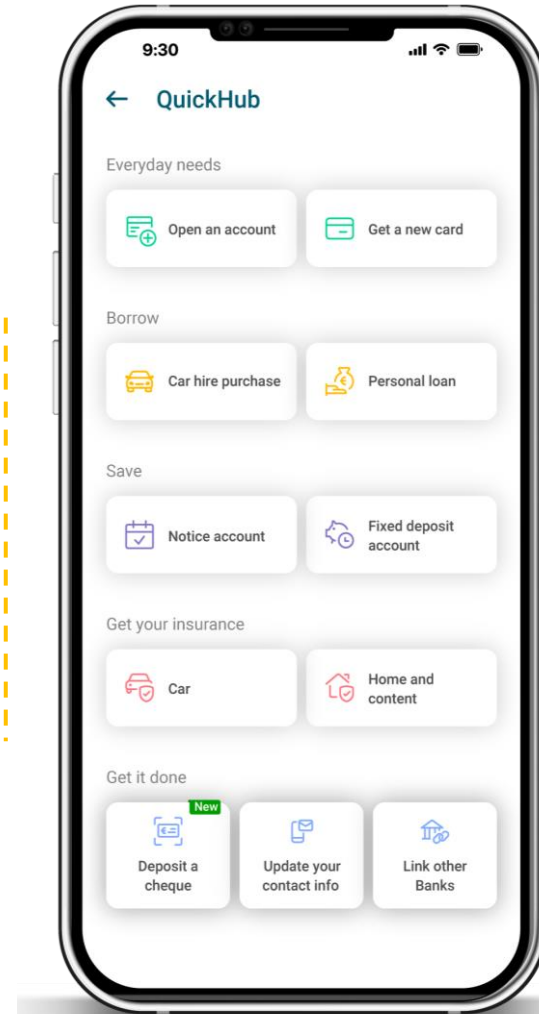 9:30
QuickHub
Everyday needs
Open an account
Get a new card
Borrow
Car hire purchase
Personal loan
Save
Notice account
Fixed deposit
account
Get your insurance
Car
Home and
content
Get it done
New
Deposit a
cheque
Update your
contact info
Link other
Banks